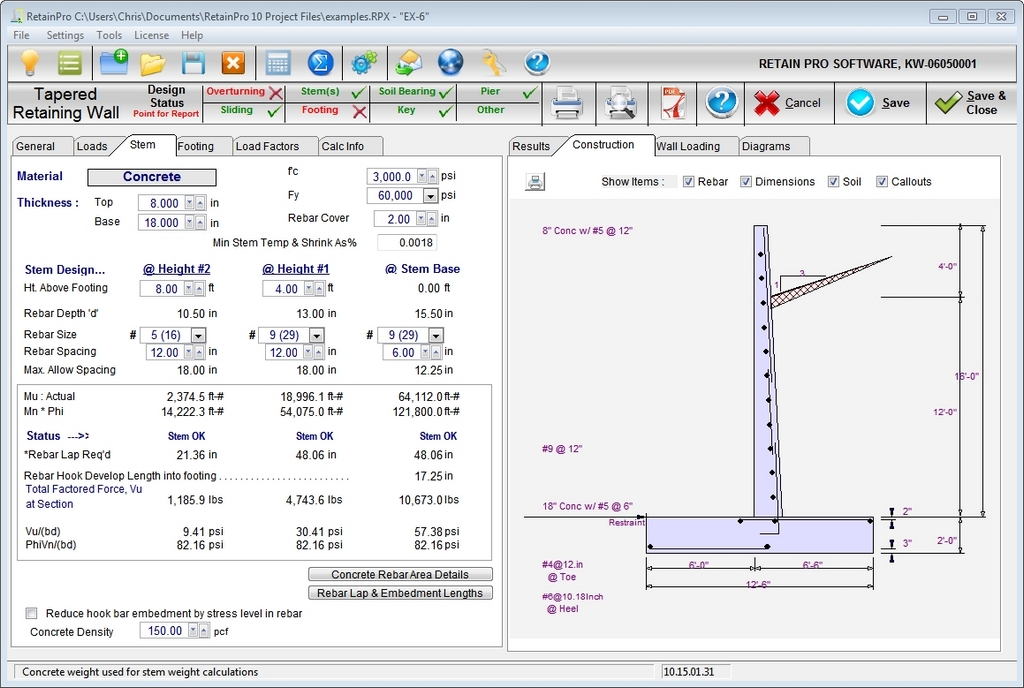 RetainPro C:\Users\Chris\Documents\RetainPro 10 Project Files\examples.RPX - "EX-6"
File Settings Tools License Help
RETAIN PRO SOFTWARE, KW-06050001
Tapered Retaining Wall
Design Status
Point for Report
Overturning Stem(s) Soil Bearing Pier
Sliding Footing Key Other
PDF
Cancel Save Save & Close
General Loads Stem Footing Load Factors Calc Info
Results Construction Wall Loading Diagrams
Material Concrete
f'c 3,000.0 psi
Fy 60,000 psi
Thickness : Top 8.000 in
Base 18.000 in
Rebar Cover 2.00 in
Min Stem Temp & Shrink As% 0.0018
Stem Design... @ Height #2 @ Height #1 @ Stem Base
Ht. Above Footing 8.00 ft 4.00 ft 0.00 ft
Rebar Depth 'd' 10.50 in 13.00 in 15.50 in
Rebar Size # 5 (16) # 9 (29) # 9 (29)
Rebar Spacing 12.00 in 12.00 in 6.00 in
Max. Allow Spacing 18.00 in 18.00 in 12.25 in
Mu : Actual 2,374.5 ft-# 18,996.1 ft-# 64,112.0 ft-#
Mn * Phi 14,222.3 ft-# 54,075.0 ft-# 121,800.0 ft-#
Status --->> Stem OK Stem OK Stem OK
*Rebar Lap Req'd 21.36 in 48.06 in 48.06 in
Rebar Hook Develop Length into footing . . . . . . . . . . . . . . . . . . . . . . . 17.25 in
Total Factored Force, Vu
at Section 1,185.9 lbs 4,743.6 lbs 10,673.0 lbs
Vu/(bd) 9.41 psi 30.41 psi 57.38 psi
PhiVn/(bd) 82.16 psi 82.16 psi 82.16 psi
Concrete Rebar Area Details
Rebar Lap & Embedment Lengths
Reduce hook bar embedment by stress level in rebar
Concrete Density 150.00 pcf
Show Items : Rebar Dimensions Soil Callouts
8" Conc w/ #5 @ 12"
4'-0"
3
1
16'-0"
12'-0"
#9 @ 12"
18" Conc w/ #5 @ 6"
Restraint
2"
2'-0"
3"
#4@12.in
@ Toe
6'-0" 6'-6"
12'-6"
#6@10.18Inch
@ Heel
Concrete weight used for stem weight calculations 10.15.01.31